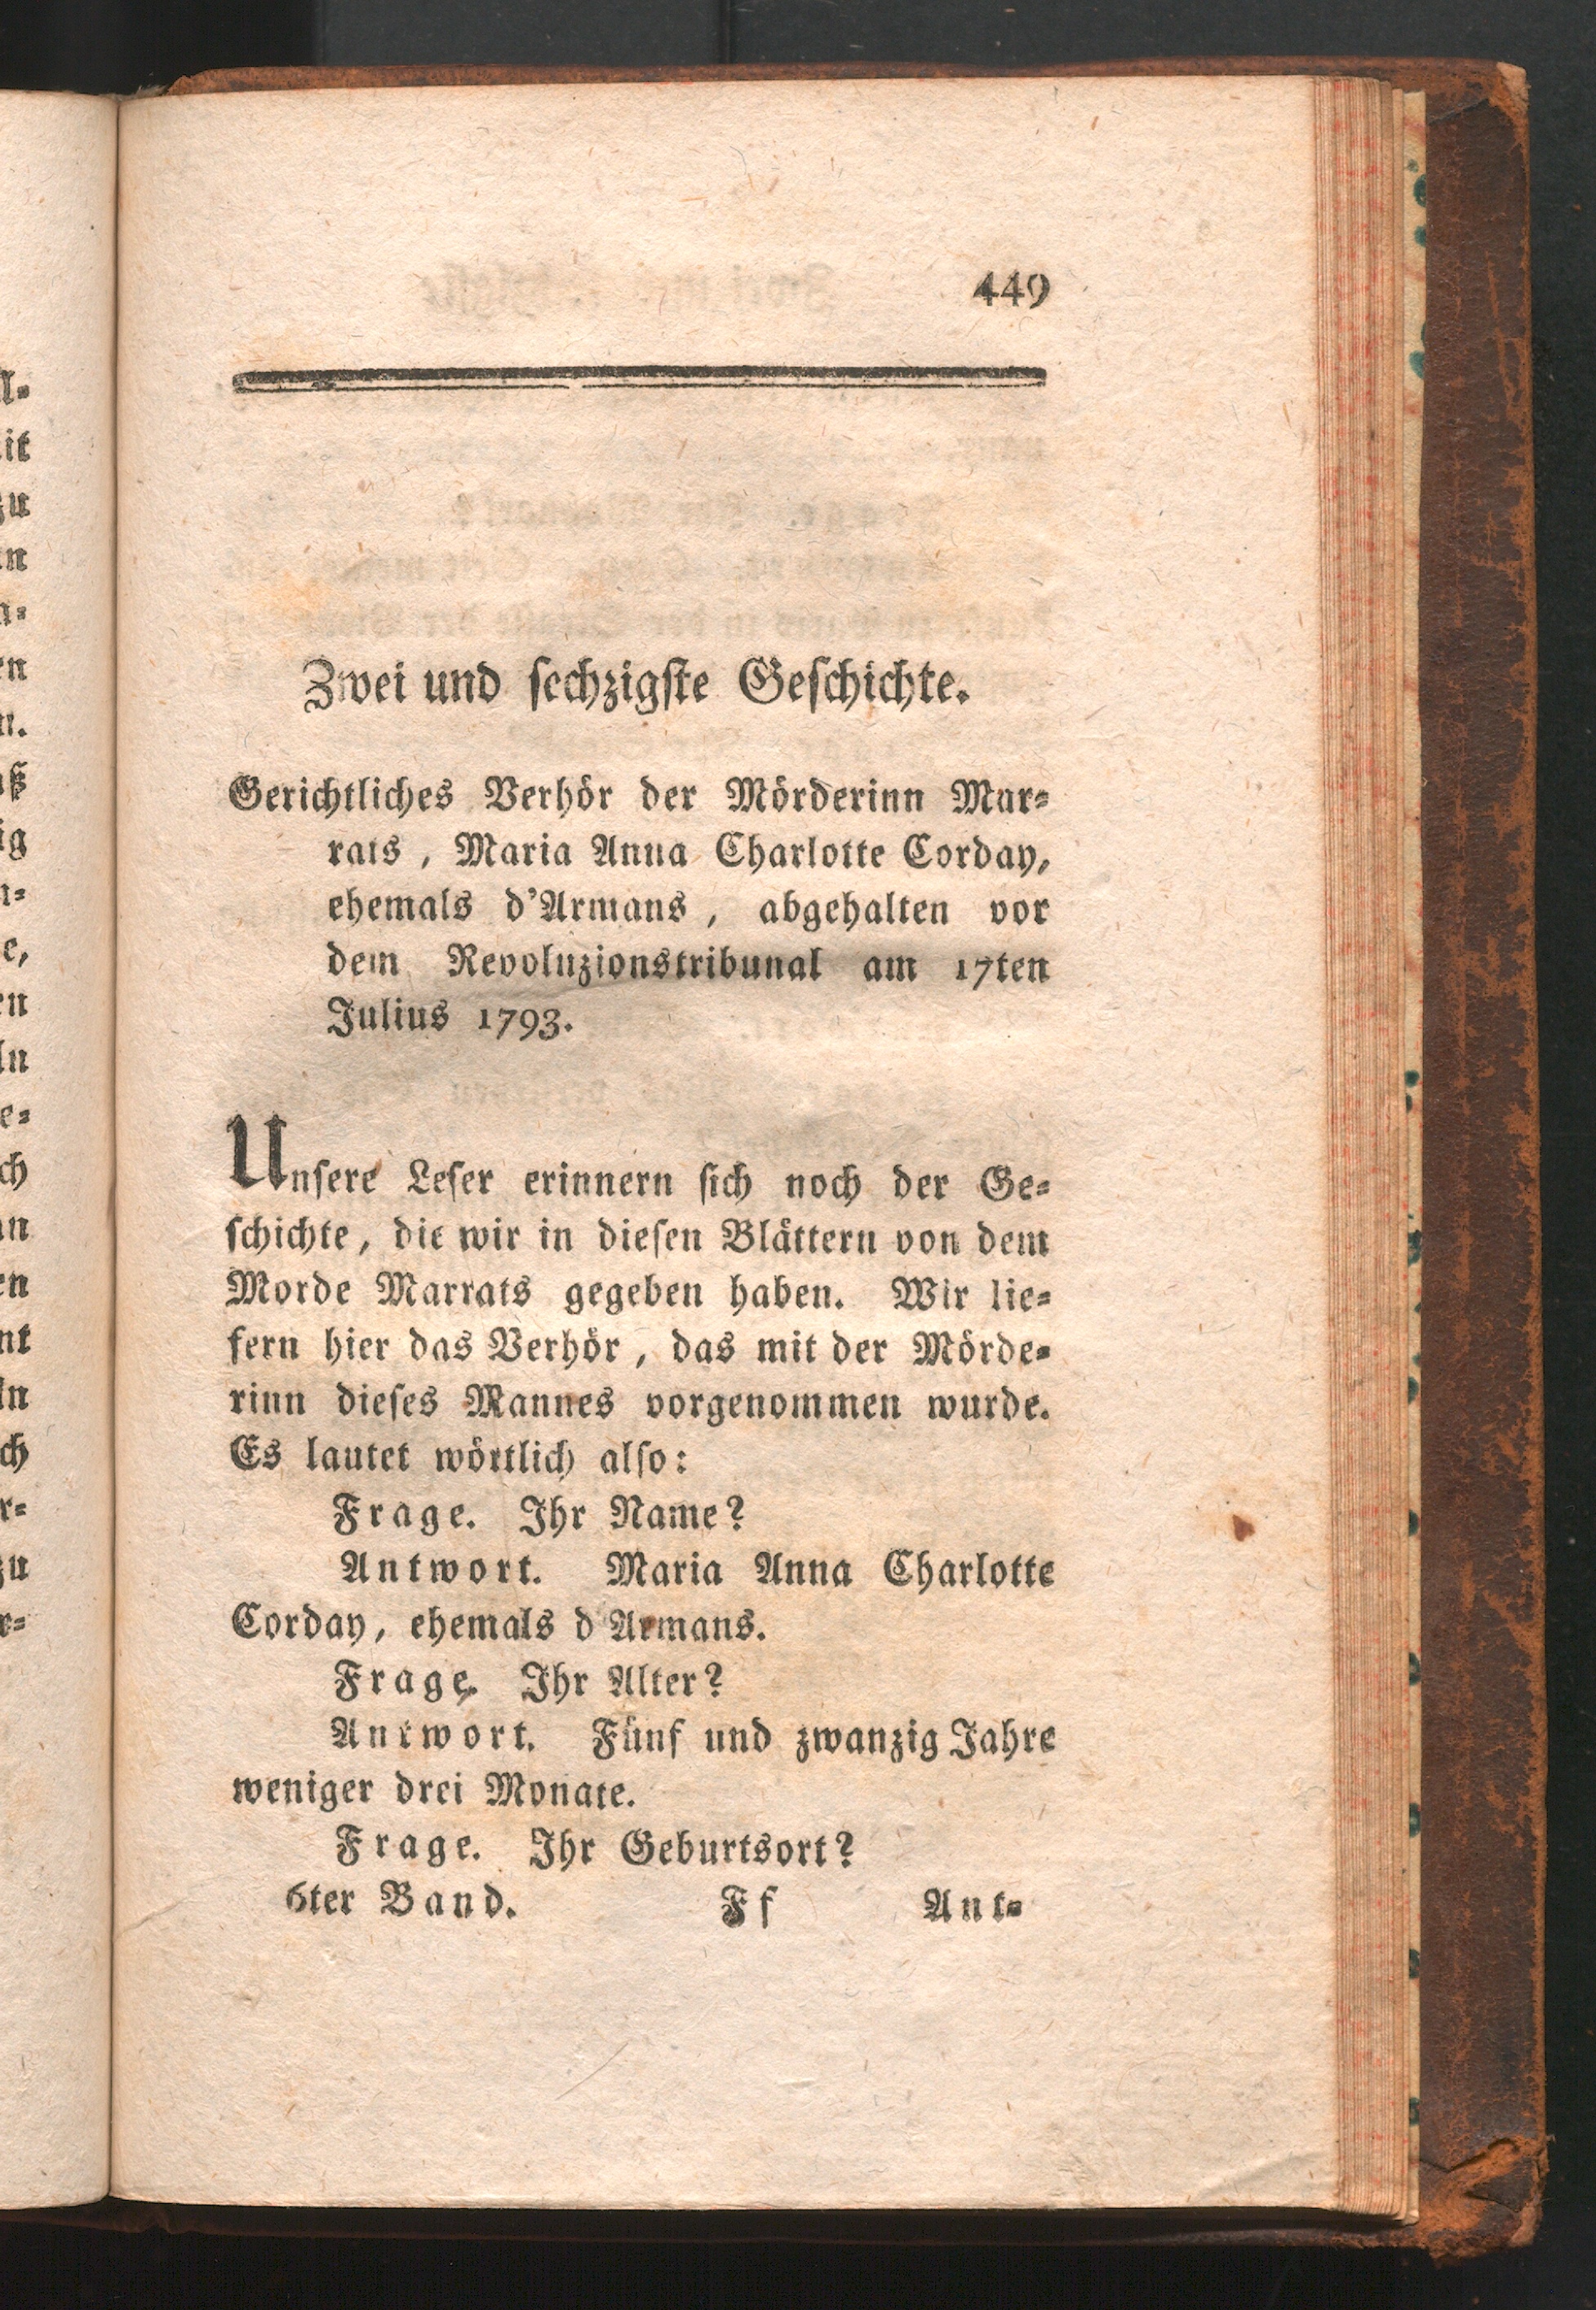 449
Zwei und sechzigste Geschichte.
Gerichtliches Verhör der Mörderinn Mar-
rats, Maria Anna Charlotte Corday,
ehemals d'Armans, abgehalten vor
dem Revoluzionstribunal am 17ten
Julius 1793.
Unsere Leser erinnern sich noch der Ge-
schichte, die wir in diesen Blättern von dem
Morde Marrats gegeben haben. Wir lie-
fern hier das Verhör, das mit der Mörde-
rinn dieses Mannes vorgenommen wurde.
Es lautet wörtlich also:
Frage. Ihr Name?
Antwort. Maria Anna Charlotte
Corday, ehemals d'Armans.
Frage. Ihr Alter?
Antwort. Fünf und zwanzig Jahre
weniger drei Monate.
Frage. Ihr Geburtsort?
6ter Band. Ff Ant-